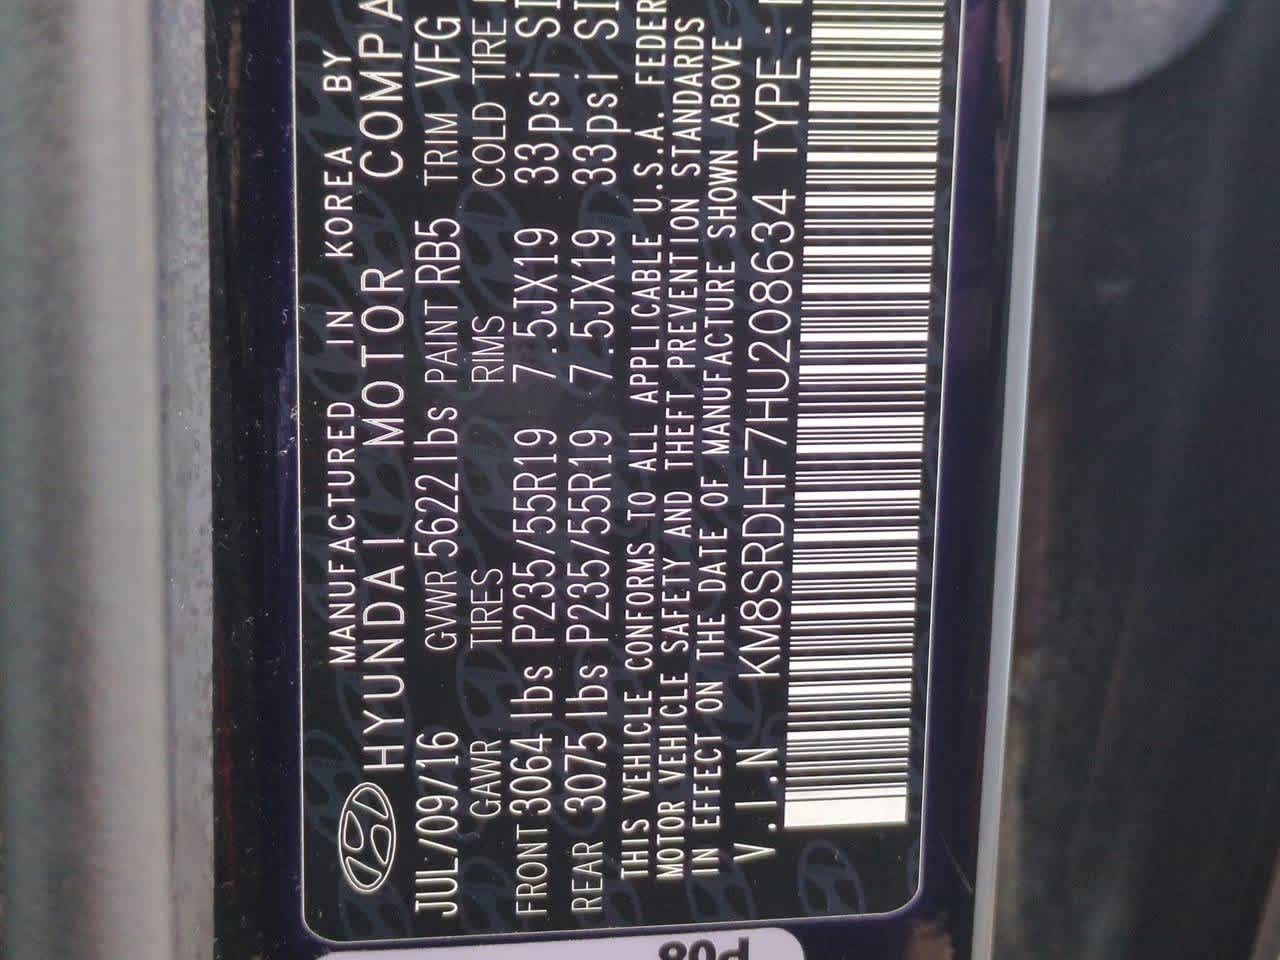 MANUFACTURED IN KOREA BY
HYUNDAI MOTOR COMPA
JUL/09/16 GVWR 5622lbs PAINT RB5 TRIM VFG
GAWR TIRES RIMS COLD TIRE
FRONT 3064lbs P235/55R19 7.5JX19 33psi SI
REAR 3075lbs P235/55R19 7.5JX19 33psi SI
THIS VEHICLE CONFORMS TO ALL APPLICABLE U.S.A. FEDER
MOTOR VEHICLE SAFETY AND THEFT PREVENTION STANDARDS
IN EFFECT ON THE DATE OF MANUFACTURE SHOWN ABOVE
V.I.N KM8SRDHF7HU208634 TYPE:
P08